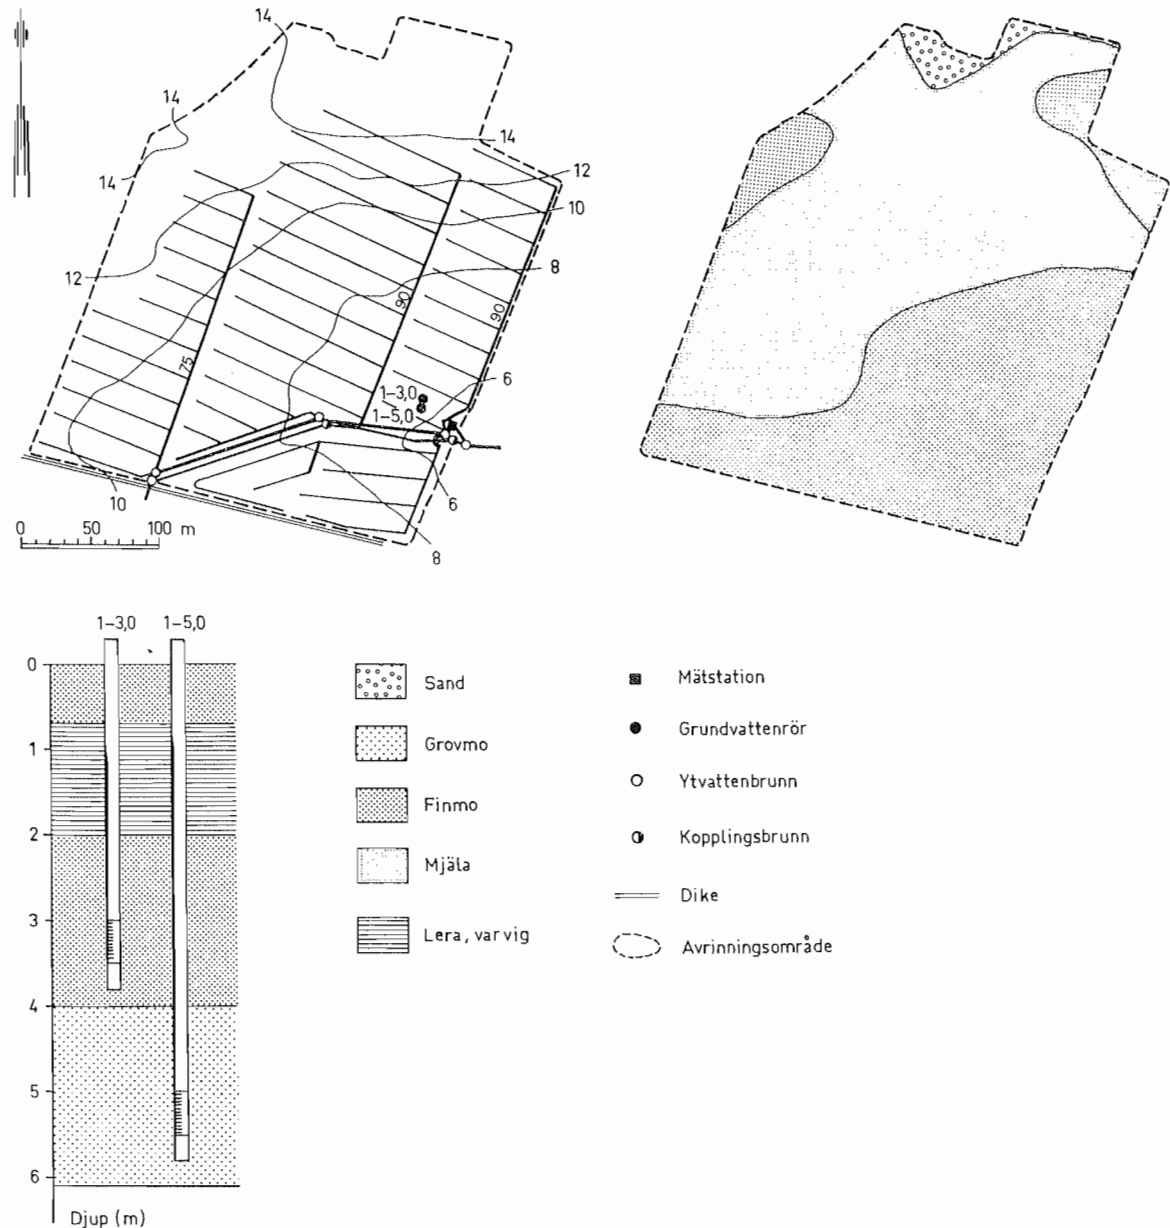 14
14
14
14
12
10
12
8
90
90
75
1–3,0
1–5,0
6
10
6
8
0 50 100 m
1–3,0 1–5,0
0
1
2
3
4
5
6
Djup (m)
Sand
Grovmo
Finmo
Mjäla
Lera, varvig
Mätstation
Grundvattenrör
Ytvattenbrunn
Kopplingsbrunn
Dike
Avrinningsområde